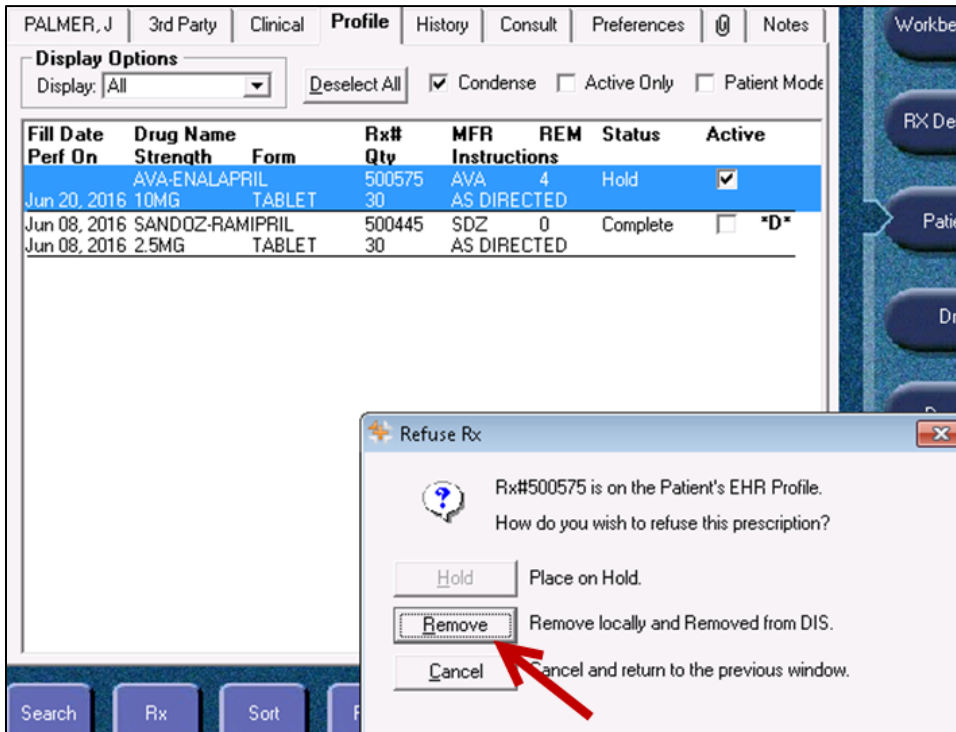 PALMER, J 3rd Party Clinical Profile History Consult Preferences Notes
Display Options
Display: All Deselect All Condense Active Only Patient Mode
Fill Date Drug Name Rx# MFR REM Status Active
Perf On Strength Form Qty Instructions
AVA-ENALAPRIL 500575 AVA 4 Hold
Jun 20, 2016 10MG TABLET 30 AS DIRECTED
Jun 08, 2016 SANDOZ-RAMIPRIL 500445 SDZ 0 Complete *D*
Jun 08, 2016 2.5MG TABLET 30 AS DIRECTED
Workbe
RX De
Patie
Dr
Refuse Rx
Rx#500575 is on the Patient's EHR Profile.
How do you wish to refuse this prescription?
Hold Place on Hold.
Remove Remove locally and Removed from DIS.
Cancel Cancel and return to the previous window.
Search Rx Sort